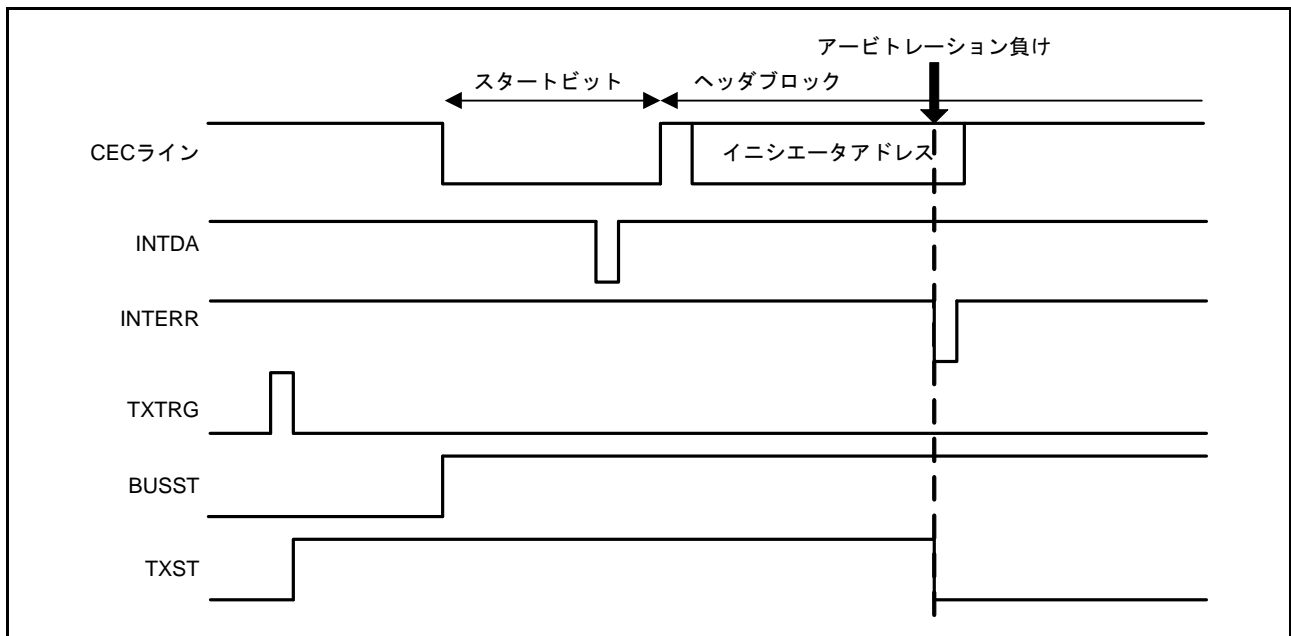 アービトレーション負け
スタートビット
ヘッダブロック
CECライン
イニシエータアドレス
INTDA
INTERR
TXTRG
BUSST
TXST